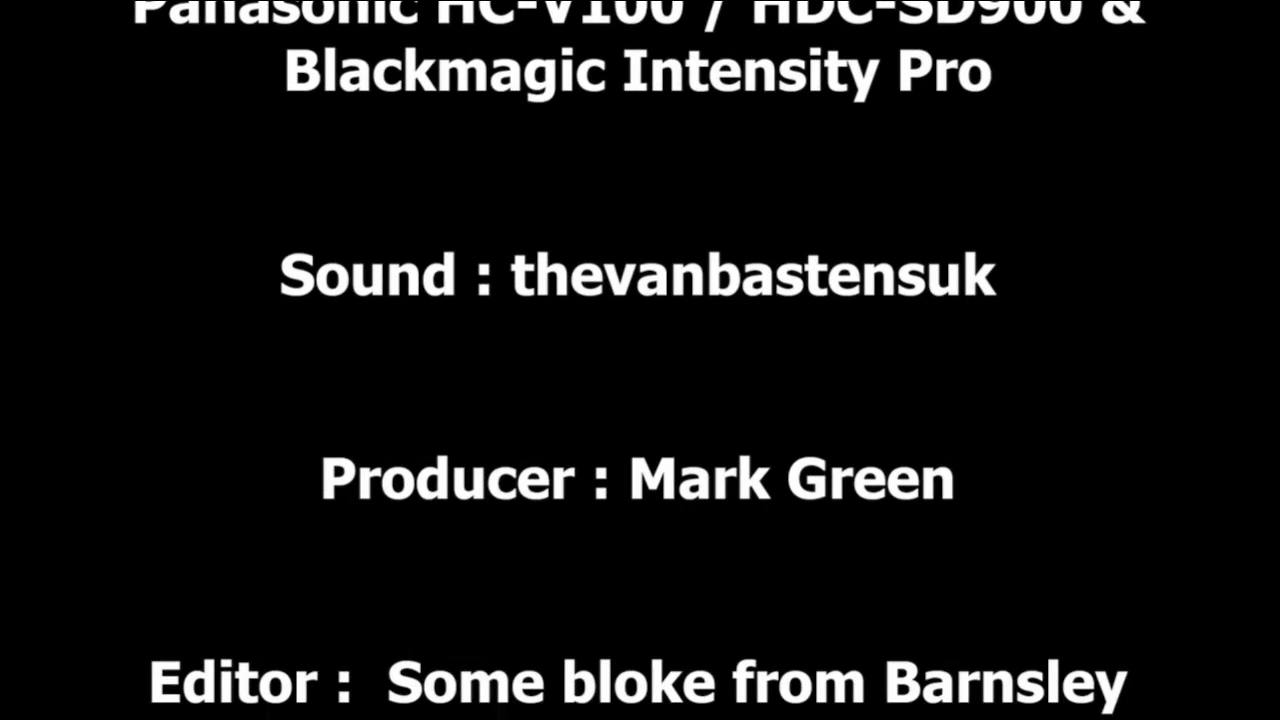 Panasonic HC-V100 / HDC-SD900 &
Blackmagic Intensity Pro
Sound : thevanbastensuk
Producer : Mark Green
Editor :  Some bloke from Barnsley